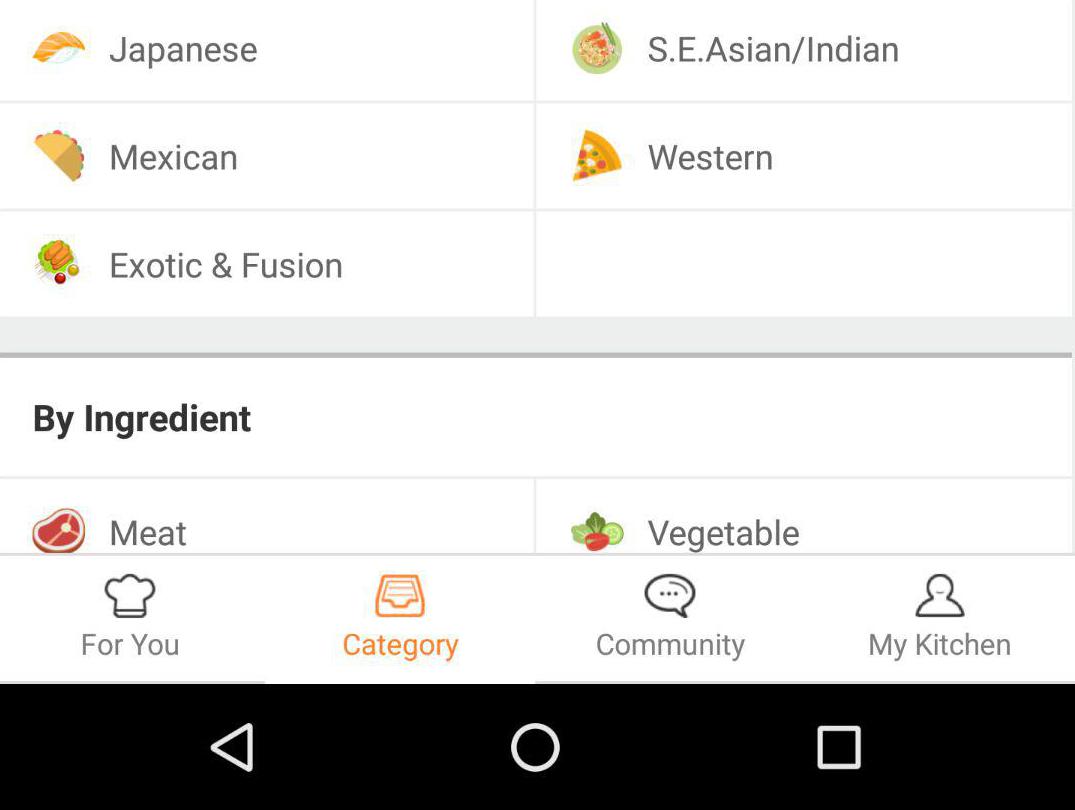 Japanese
S.E.Asian/Indian
Mexican
Western
Exotic & Fusion
By Ingredient
Meat
Vegetable
For You
Category
Community
My Kitchen